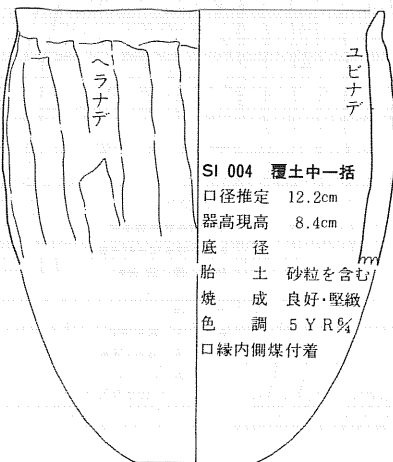 ヘラナデ
ユビナデ
SI 004 覆土中一括
口径推定 12.2cm
器高現高 8.4cm
底径
胎土 砂粒を含む
焼成 良好・堅緻
色調 5YR6/4
口縁内側煤付着